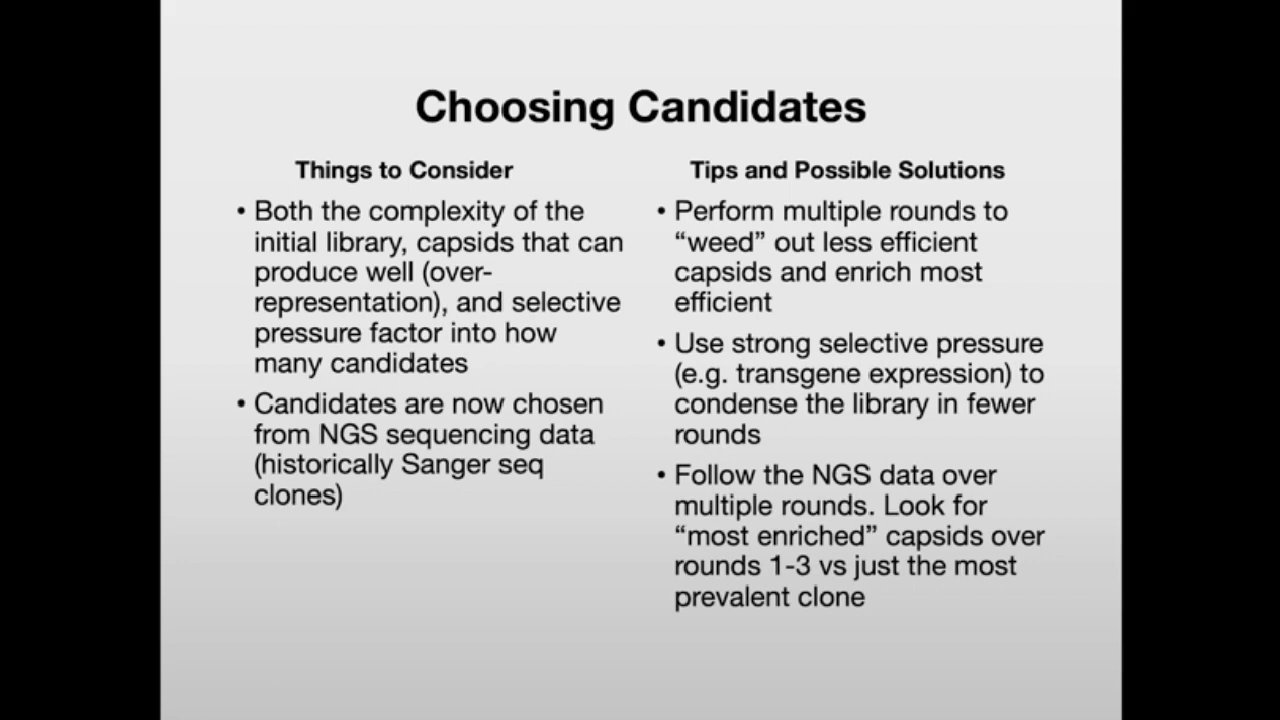 Choosing Candidates
Things to Consider
• Both the complexity of the
initial library, capsids that can
produce well (over-
representation), and selective
pressure factor into how
many candidates
• Candidates are now chosen
from NGS sequencing data
(historically Sanger seq
clones)
Tips and Possible Solutions
• Perform multiple rounds to
“weed” out less efficient
capsids and enrich most
efficient
• Use strong selective pressure
(e.g. transgene expression) to
condense the library in fewer
rounds
• Follow the NGS data over
multiple rounds. Look for
“most enriched” capsids over
rounds 1-3 vs just the most
prevalent clone